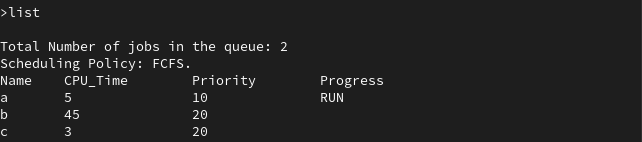 >list
Total Number of jobs in the queue: 2
Scheduling Policy: FCFS.
Name CPU_Time Priority Progress
a 5 10 RUN
b 45 20
c 3 20